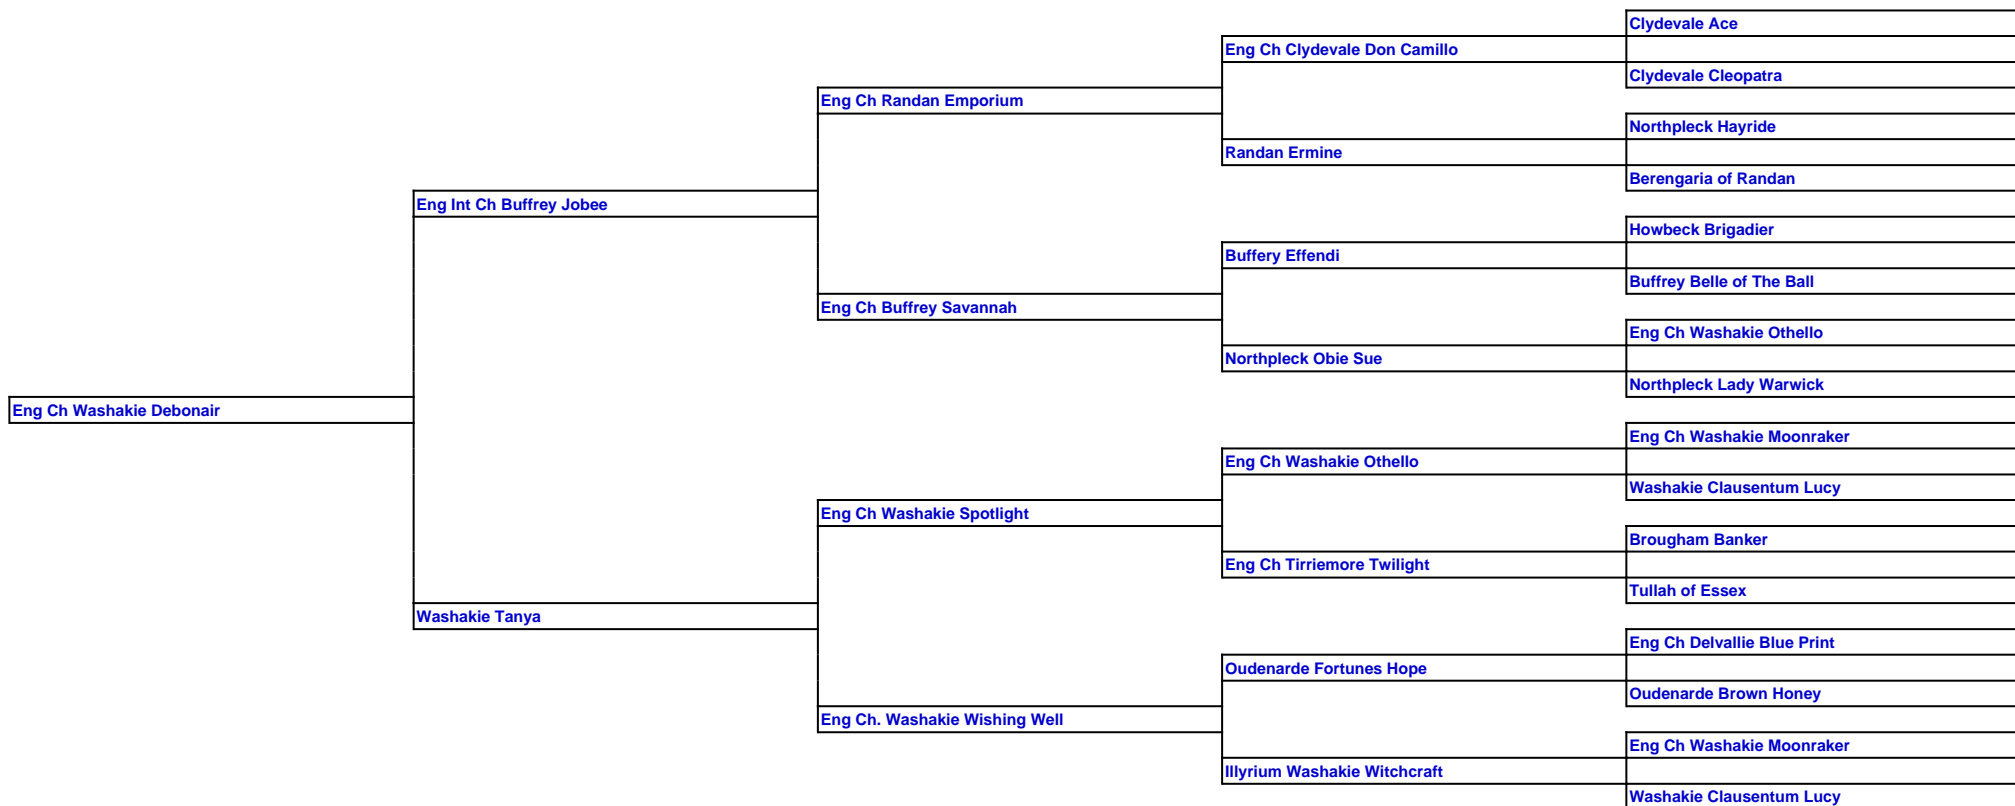 Clydevale Ace
Eng Ch Clydevale Don Camillo
Clydevale Cleopatra
Eng Ch Randan Emporium
Northpleck Hayride
Randan Ermine
Berengaria of Randan
Eng Int Ch Buffrey Jobee
Howbeck Brigadier
Buffery Effendi
Buffrey Belle of The Ball
Eng Ch Buffrey Savannah
Eng Ch Washakie Othello
Northpleck Obie Sue
Northpleck Lady Warwick
Eng Ch Washakie Debonair
Eng Ch Washakie Moonraker
Eng Ch Washakie Othello
Washakie Clausentum Lucy
Eng Ch Washakie Spotlight
Brougham Banker
Eng Ch Tirriemore Twilight
Tullah of Essex
Washakie Tanya
Eng Ch Delvallie Blue Print
Oudenarde Fortunes Hope
Oudenarde Brown Honey
Eng Ch. Washakie Wishing Well
Eng Ch Washakie Moonraker
Illyrium Washakie Witchcraft
Washakie Clausentum Lucy